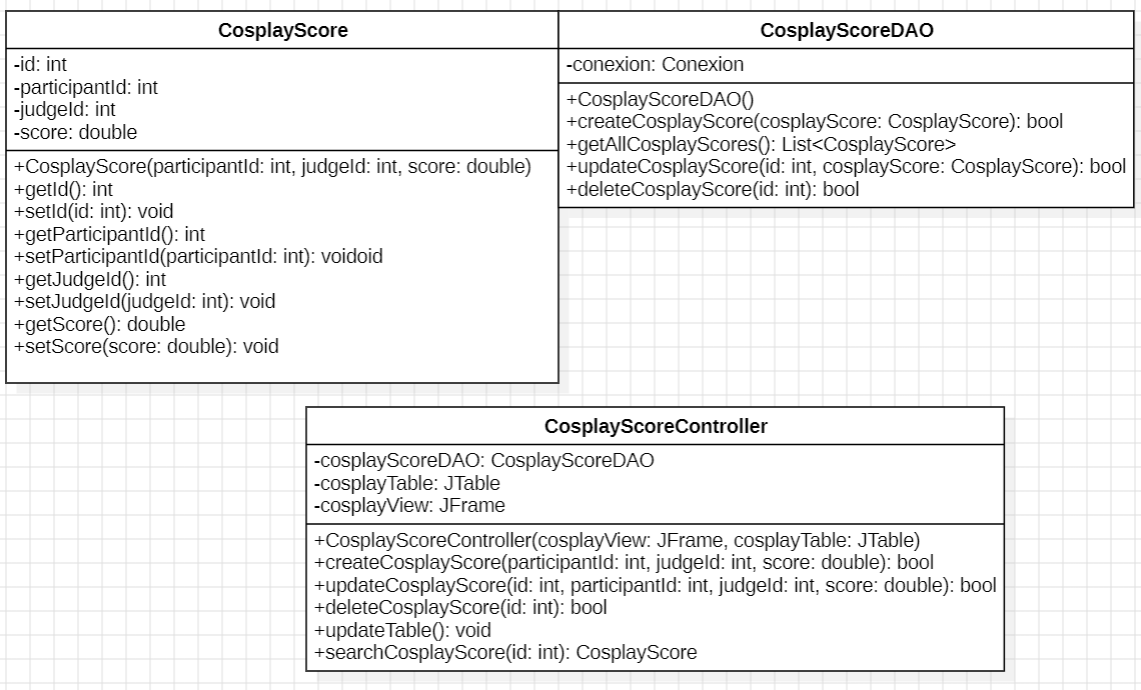 CosplayScore
-id: int
-participantId: int
-judgeId: int
-score: double
+CosplayScore(participantId: int, judgeId: int, score: double)
+getId(): int
+setId(id: int): void
+getParticipantId(): int
+setParticipantId(participantId: int): voidoid
+getJudgeId(): int
+setJudgeId(judgeId: int): void
+getScore(): double
+setScore(score: double): void
CosplayScoreDAO
-conexion: Conexion
+CosplayScoreDAO()
+createCosplayScore(cosplayScore: CosplayScore): bool
+getAllCosplayScores(): List<CosplayScore>
+updateCosplayScore(id: int, cosplayScore: CosplayScore): bool
+deleteCosplayScore(id: int): bool
CosplayScoreController
-cosplayScoreDAO: CosplayScoreDAO
-cosplayTable: JTable
-cosplayView: JFrame
+CosplayScoreController(cosplayView: JFrame, cosplayTable: JTable)
+createCosplayScore(participantId: int, judgeId: int, score: double): bool
+updateCosplayScore(id: int, participantId: int, judgeId: int, score: double): bool
+deleteCosplayScore(id: int): bool
+updateTable(): void
+searchCosplayScore(id: int): CosplayScore